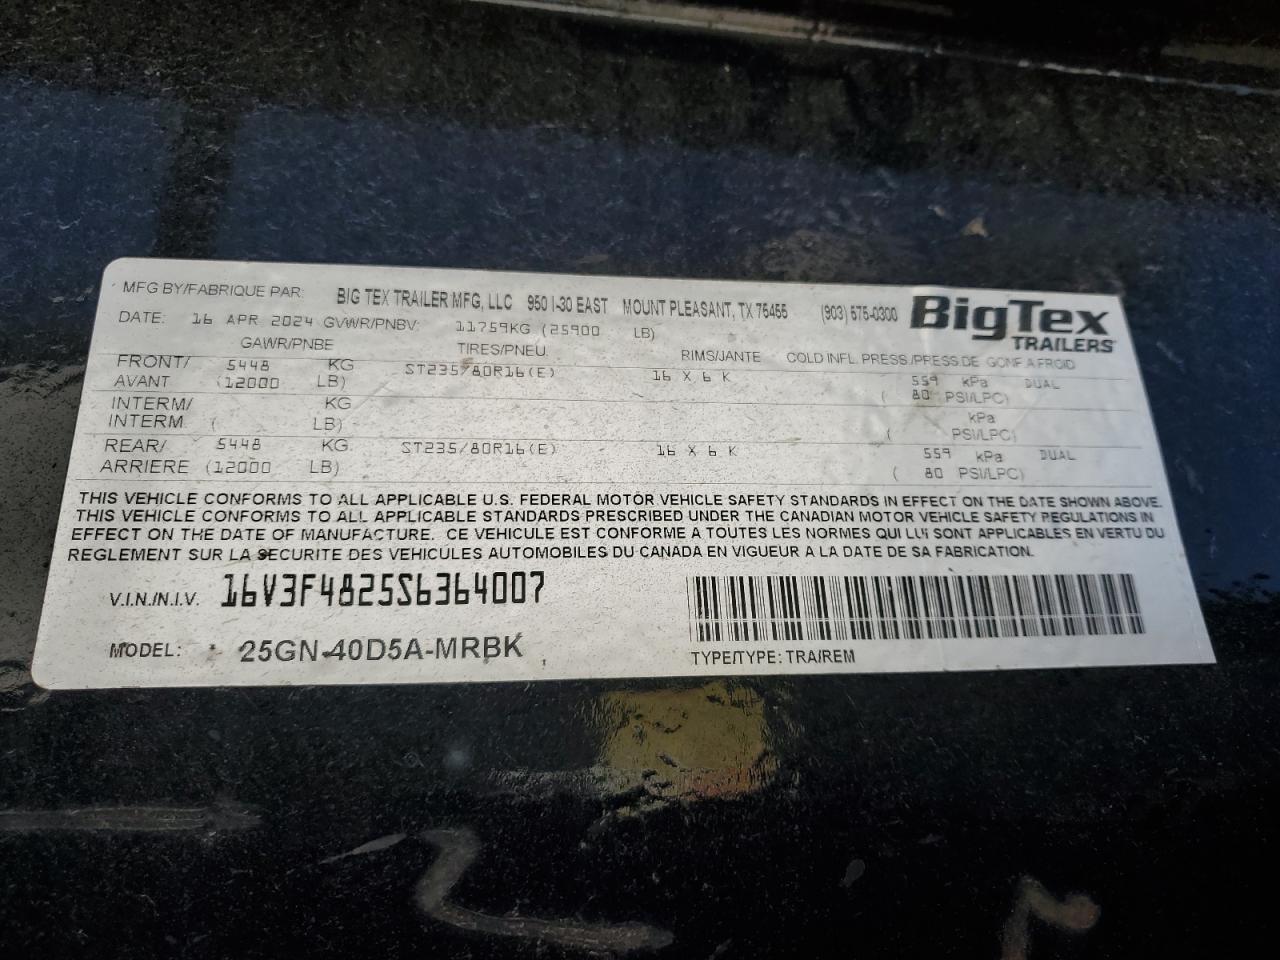 MFG BY/FABRIQUE PAR: BIG TEX TRAILER MFG, LLC 950 I-30 EAST MOUNT PLEASANT, TX 75455 (903) 575-0300 BigTex
DATE: 16 APR 2024 GVWR/PNBV: 11759KG (25900 LB) TRAILERS
GAWR/PNBE TIRES/PNEU RIMS/JANTE COLD INFL. PRESS/PRESS DE GONF A FROID
FRONT/ 5448 KG ST235/80R16(E) 16 X 6 K 559 kPa DUAL
AVANT (12000 LB) ( 80 PSI/LPC)
INTERM/ KG kPa
INTERM ( LB) ( PSI/LPC)
REAR/ 5448 KG ST235/80R16(E) 16 X 6 K 559 kPa DUAL
ARRIERE (12000 LB) ( 80 PSI/LPC)
THIS VEHICLE CONFORMS TO ALL APPLICABLE U.S. FEDERAL MOTOR VEHICLE SAFETY STANDARDS IN EFFECT ON THE DATE SHOWN ABOVE.
THIS VEHICLE CONFORMS TO ALL APPLICABLE STANDARDS PRESCRIBED UNDER THE CANADIAN MOTOR VEHICLE SAFETY REGULATIONS IN
EFFECT ON THE DATE OF MANUFACTURE. CE VEHICULE EST CONFORME A TOUTES LES NORMES QUI LUI SONT APPLICABLES EN VERTU DU
REGLEMENT SUR LA SECURITE DES VEHICULES AUTOMOBILES DU CANADA EN VIGUEUR A LA DATE DE SA FABRICATION.
V.I.N./N.I.V. 16V3F4825S6364007
MODEL: 25GN-40D5A-MRBK
TYPE/TYPE: TRA/REM